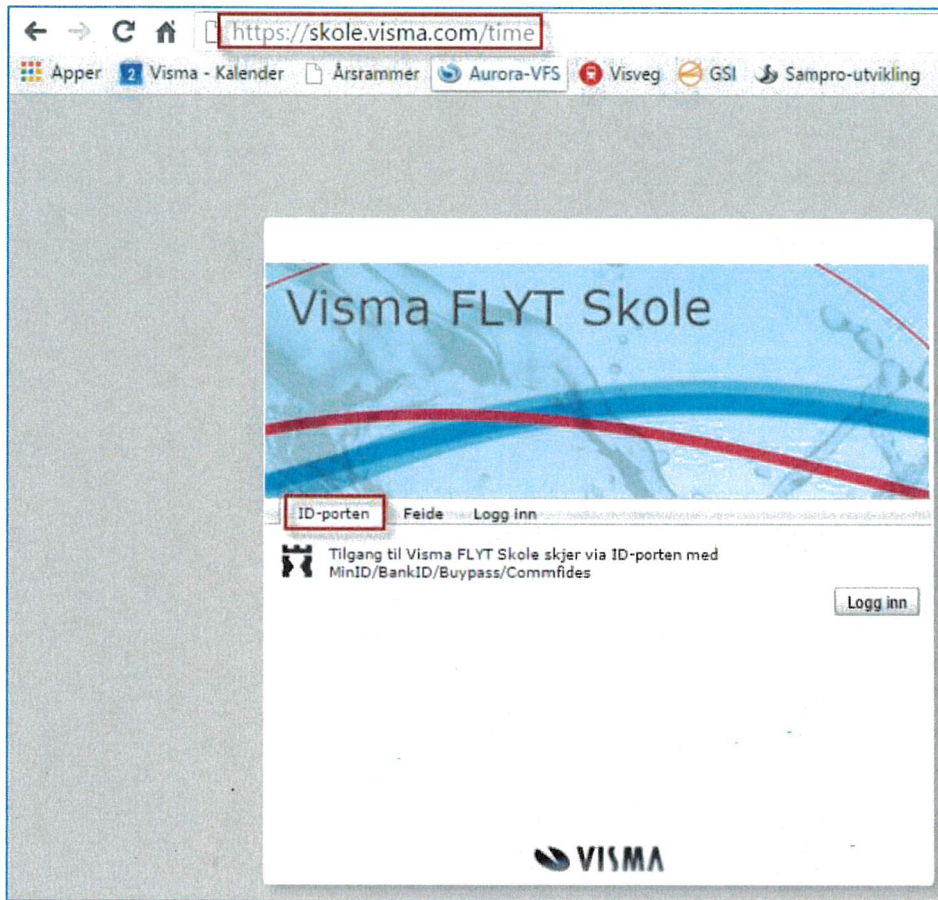 https://skole.visma.com/time
Apper 2 Visma - Kalender Årsrammer Aurora-VFS Visveg GSI Sampro-utvikling
Visma FLYT Skole
ID-porten Feide Logg inn
Tilgang til Visma FLYT Skole skjer via ID-porten med
MinID/BankID/Buypass/Commfides
Logg inn
VISMA